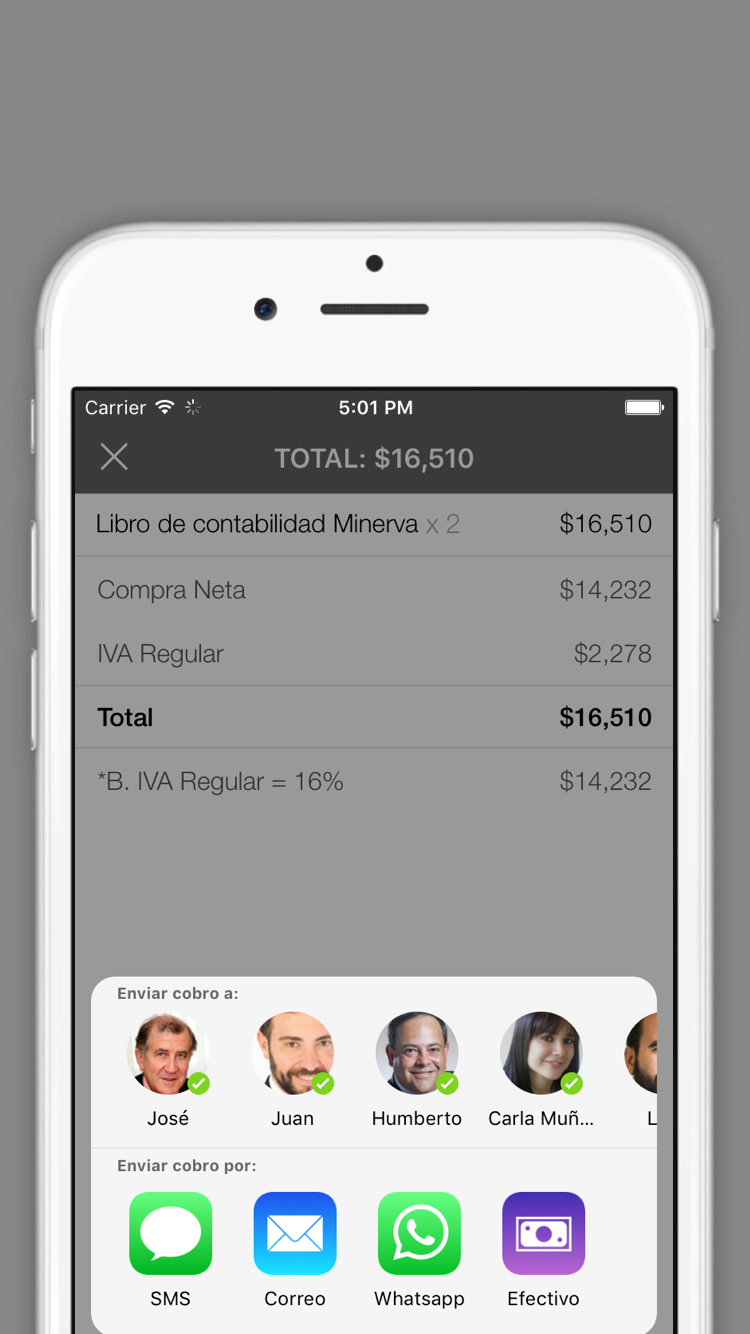 Carrier 5:01 PM
TOTAL: $16,510
Libro de contabilidad Minerva x 2 $16,510
Compra Neta $14,232
IVA Regular $2,278
Total $16,510
*B. IVA Regular = 16% $14,232
Enviar cobro a:
José Juan Humberto Carla Muñ... L
Enviar cobro por:
SMS Correo Whatsapp Efectivo